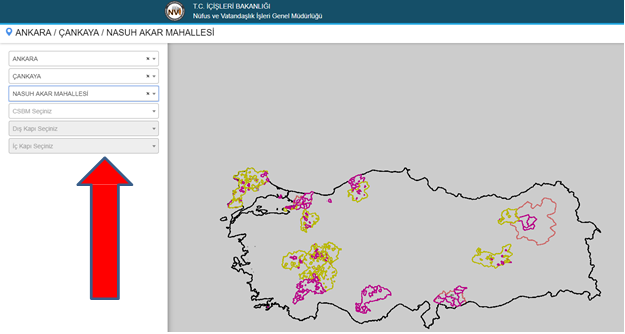 NVİ
T.C. İÇİŞLERİ BAKANLIĞI
Nüfus ve Vatandaşlık İşleri Genel Müdürlüğü
ANKARA / ÇANKAYA / NASUH AKAR MAHALLESİ
ANKARA
ÇANKAYA
NASUH AKAR MAHALLESİ
CSBM Seçiniz
Dış Kapı Seçiniz
İç Kapı Seçiniz